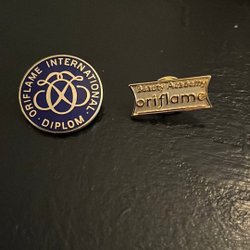 ORIFLAME INTERNATIONAL
· DIPLOM ·
Beauty Academy
oriflame